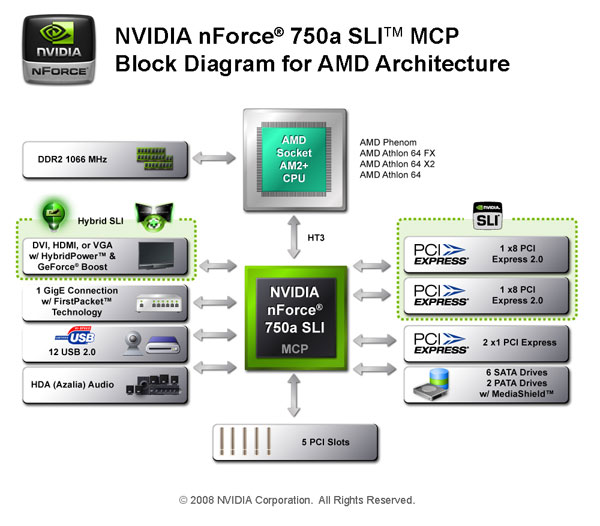 NVIDIA
nFORCE®
NVIDIA nForce® 750a SLI™ MCP
Block Diagram for AMD Architecture
DDR2 1066 MHz
AMD
Socket
AM2+
CPU
AMD Phenom
AMD Athlon 64 FX
AMD Athlon 64 X2
AMD Athlon 64
HT3
Hybrid SLI
DVI, HDMI, or VGA
w/ HybridPower™ &
GeForce® Boost
1 GigE Connection
w/ FirstPacket™
Technology
USB
12 USB 2.0
HDA (Azalia) Audio
NVIDIA
nForce®
750a SLI
MCP
NVIDIA
SLI
PCI
EXPRESS®
1 x8 PCI
Express 2.0
PCI
EXPRESS®
1 x8 PCI
Express 2.0
PCI
EXPRESS®
2 x1 PCI Express
6 SATA Drives
2 PATA Drives
w/ MediaShield™
5 PCI Slots
© 2008 NVIDIA Corporation. All Rights Reserved.